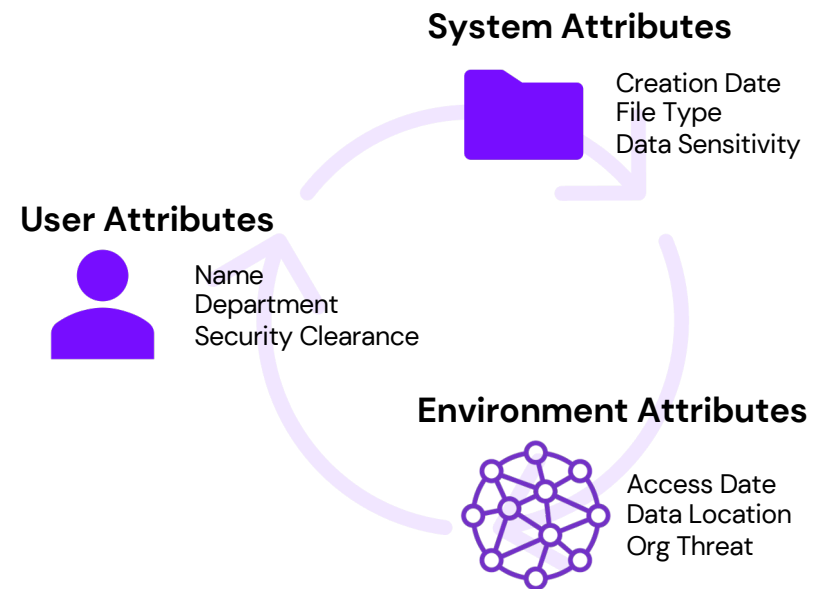 System Attributes
Creation Date
File Type
Data Sensitivity
User Attributes
Name
Department
Security Clearance
Environment Attributes
Access Date
Data Location
Org Threat